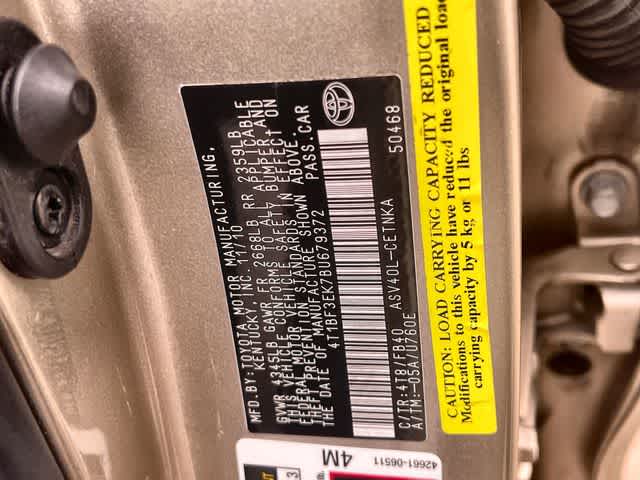 MFD.BY:TOYOTA MOTOR MANUFACTURING,
KENTUCKY, INC. 11/10
GVWR 4345LB GAWR FR 2668LB RR 2359LB
THIS VEHICLE CONFORMS TO ALL APPLICABLE
FEDERAL MOTOR VEHICLE SAFETY BUMPER, AND
THEFT PREVENTION STANDARDS IN EFFECT ON
THE DATE OF MANUFACTURE SHOWN ABOVE.
4T1BF3EK7BU679372 PASS.CAR
ASV40L-CETNKA 50468
C/TR:4T8/FB40
A/TM:-05A/U760E
CAUTION: LOAD CARRYING CAPACITY REDUCED
Modifications to this vehicle have reduced the original load
carrying capacity by 5 kg or 11 lbs
42661-06511
4M
3